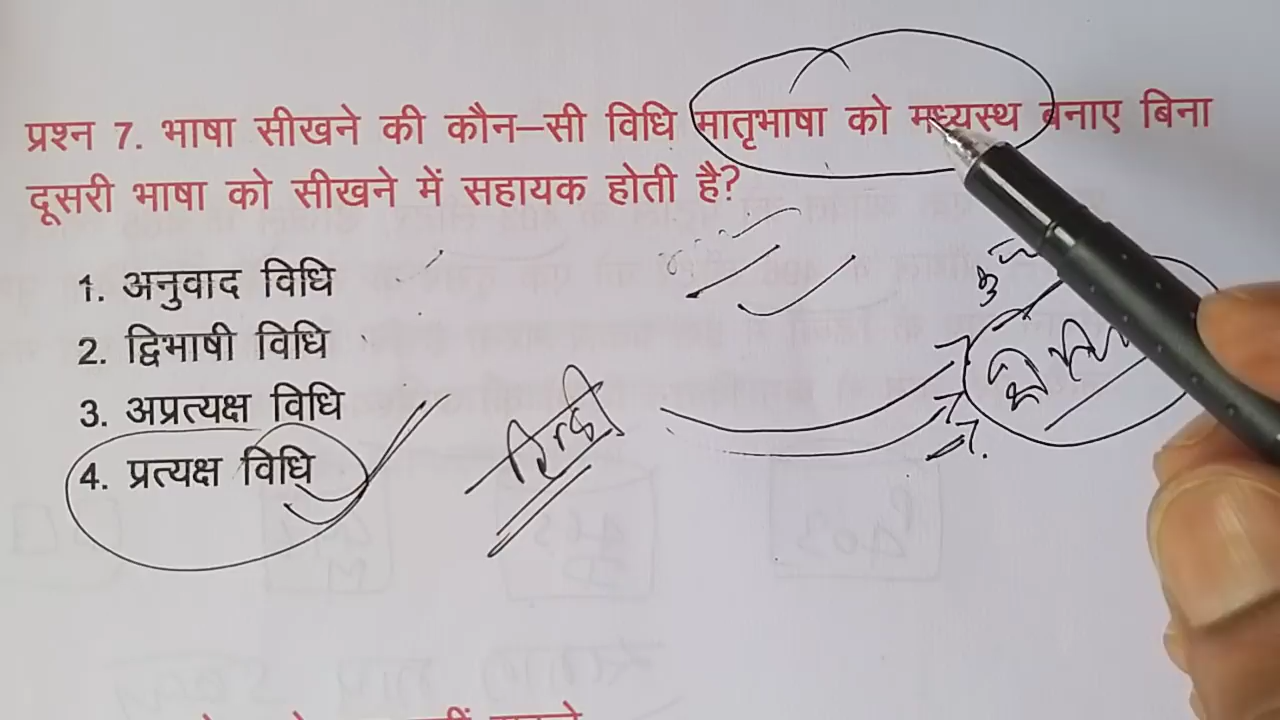 प्रश्न 7. भाषा सीखने की कौन–सी विधि मातृभाषा को मध्यस्थ बनाए बिना
दूसरी भाषा को सीखने में सहायक होती है?
1. अनुवाद विधि
2. द्विभाषी विधि
3. अप्रत्यक्ष विधि
4. प्रत्यक्ष विधि
हिन्दी